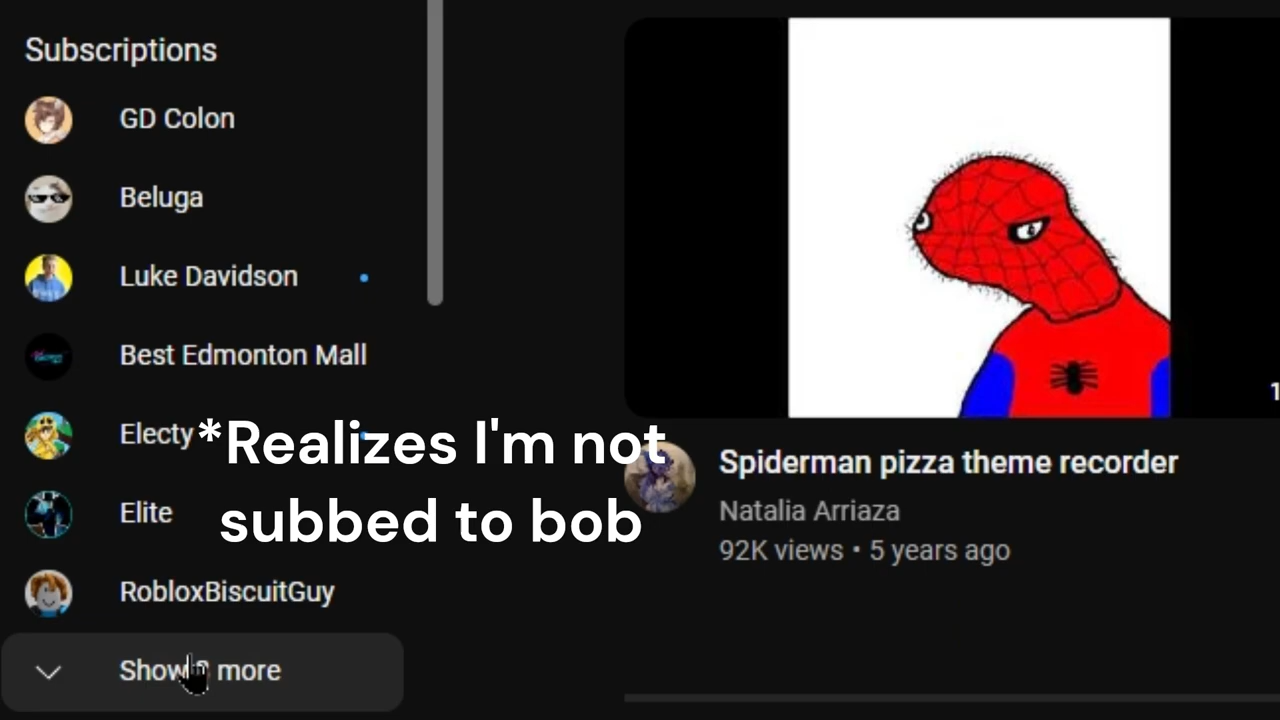 Subscriptions
GD Colon
Beluga
Luke Davidson
Best Edmonton Mall
Electy
*Realizes I'm not
subbed to bob
Elite
RobloxBiscuitGuy
Show more
Spiderman pizza theme recorder
Natalia Arriaza
92K views • 5 years ago